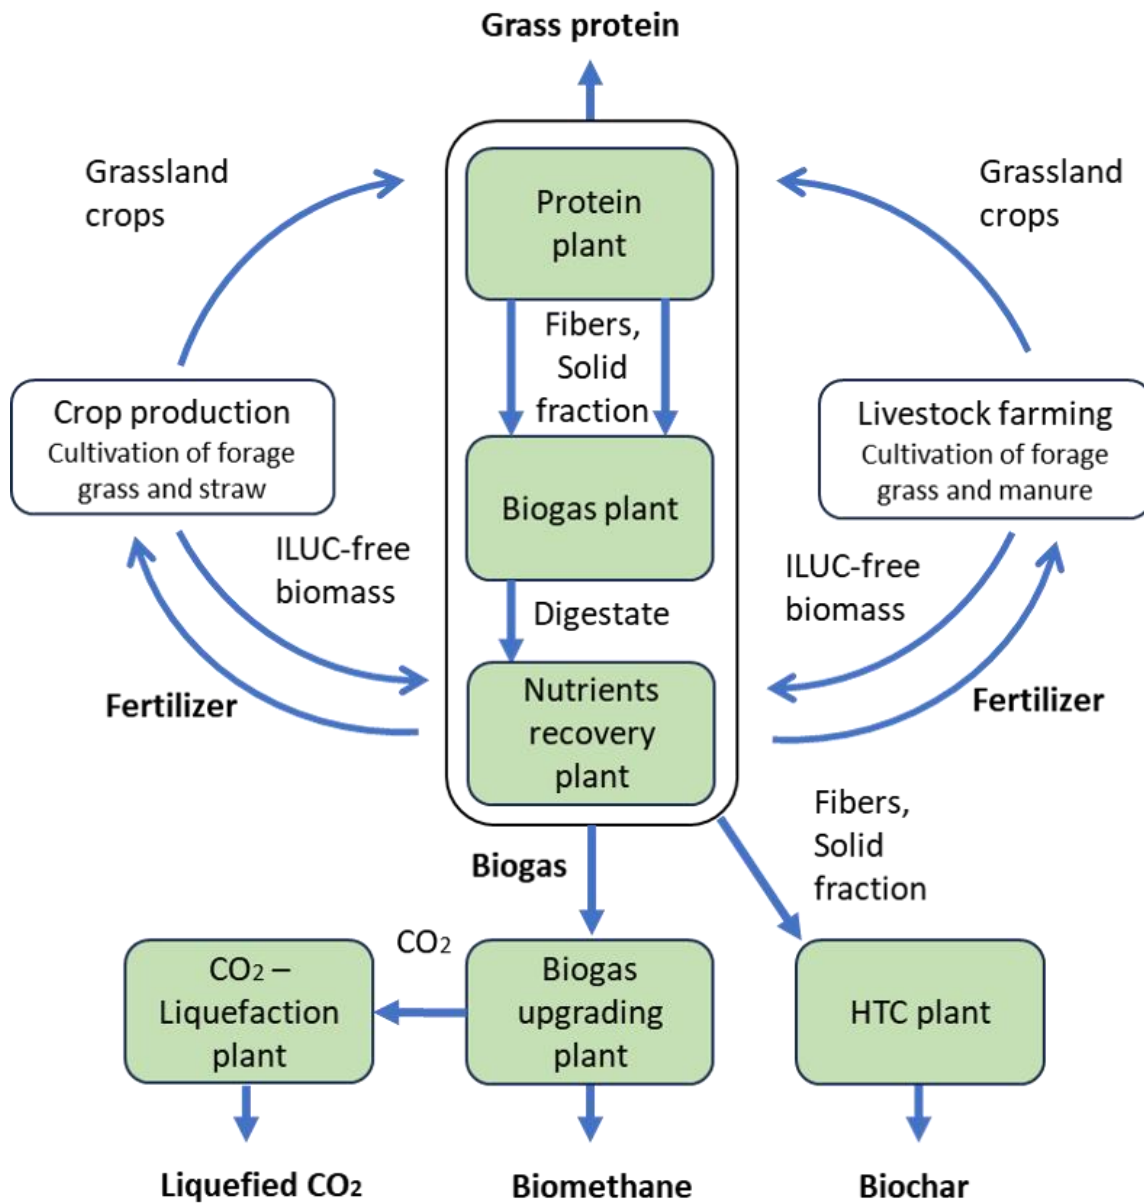 Grass protein
Grassland
crops
Grassland
crops
Protein
plant
Fibers,
Solid
fraction
Crop production
Cultivation of forage
grass and straw
Livestock farming
Cultivation of forage
grass and manure
Biogas plant
ILUC-free
biomass
ILUC-free
biomass
Digestate
Fertilizer
Nutrients
recovery
plant
Fertilizer
Fibers,
Solid
fraction
Biogas
CO₂
CO₂ –
Liquefaction
plant
Biogas
upgrading
plant
HTC plant
Liquefied CO₂
Biomethane
Biochar